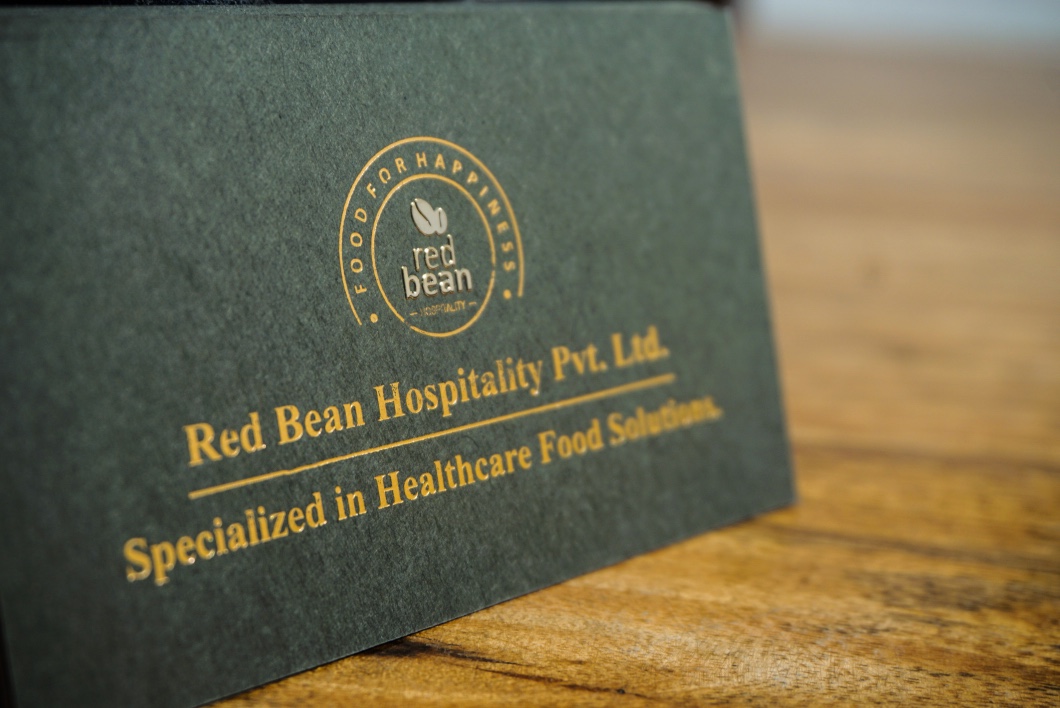 FOOD FOR HAPPINESS
red
bean
HOSPITALITY
Red Bean Hospitality Pvt. Ltd.
Specialized in Healthcare Food Solutions.